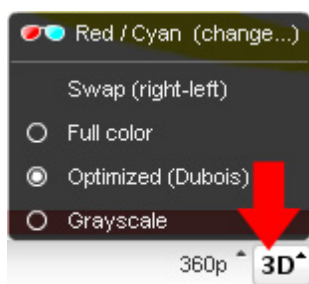 Red / Cyan (change...)
Swap (right-left)
Full color
Optimized (Dubois)
Grayscale
360p 3D